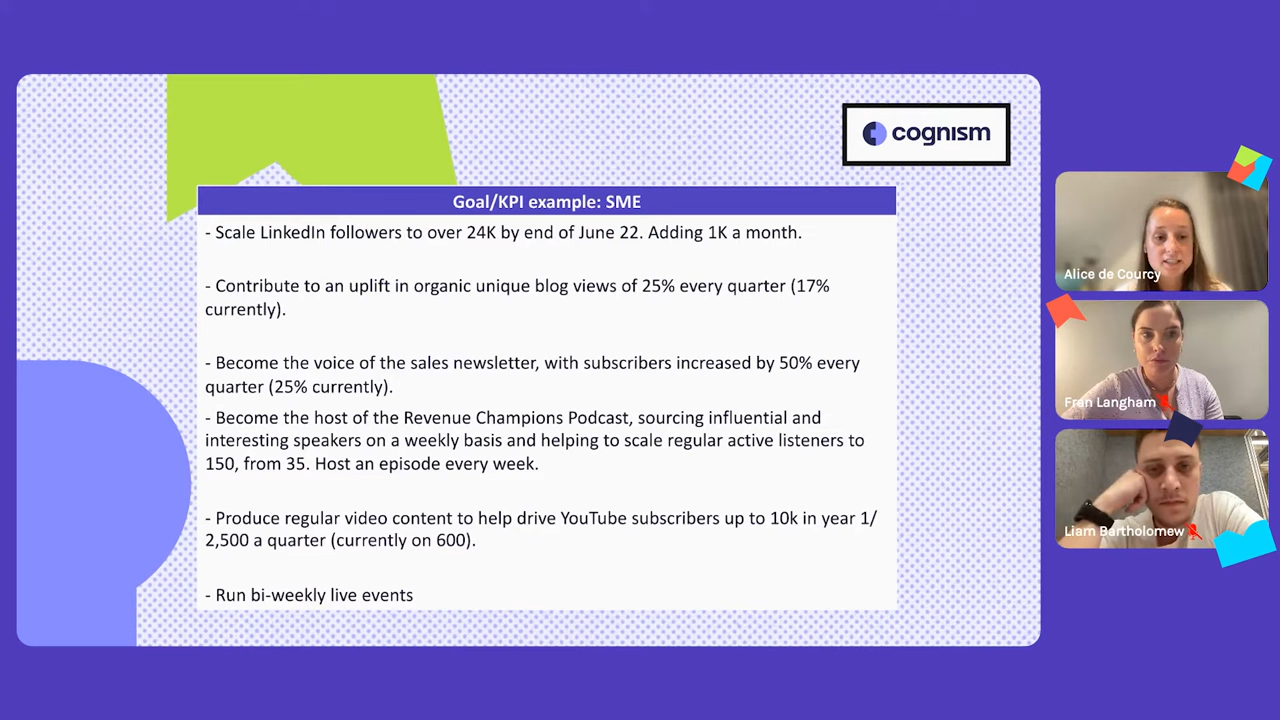 cognism
Goal/KPI example: SME
- Scale LinkedIn followers to over 24K by end of June 22. Adding 1K a month.
- Contribute to an uplift in organic unique blog views of 25% every quarter (17%
currently).
- Become the voice of the sales newsletter, with subscribers increased by 50% every
quarter (25% currently).
- Become the host of the Revenue Champions Podcast, sourcing influential and
interesting speakers on a weekly basis and helping to scale regular active listeners to
150, from 35. Host an episode every week.
- Produce regular video content to help drive YouTube subscribers up to 10k in year 1/
2,500 a quarter (currently on 600).
- Run bi-weekly live events
Alice de Courcy
Fran Langham
Liam Bartholomew